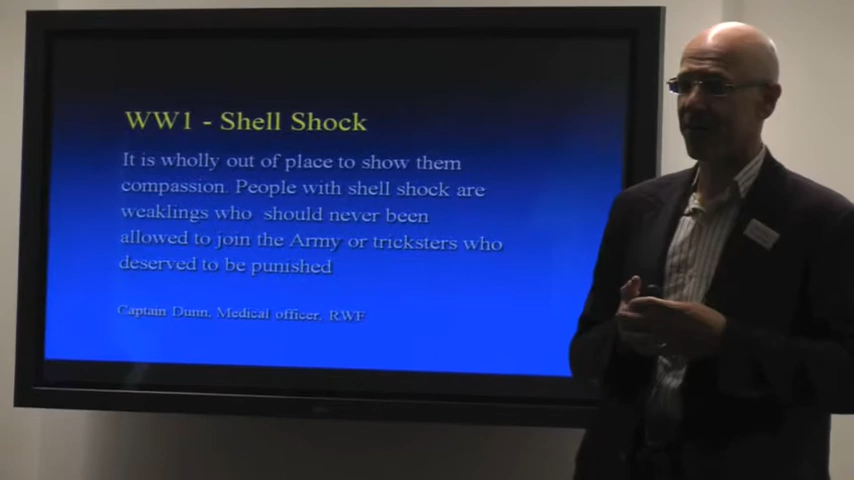 WW1 - Shell Shock
It is wholly out of place to show them
compassion. People with shell shock are
weaklings who should never been
allowed to join the Army or tricksters who
deserved to be punished
Captain Dunn, Medical officer, RWF